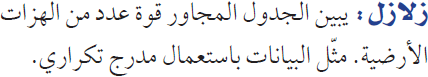 زلازل: يبين الجدول المجاور قوة عدد من الهزات
الأرضية. مثّل البيانات باستعمال مدرج تكراري.